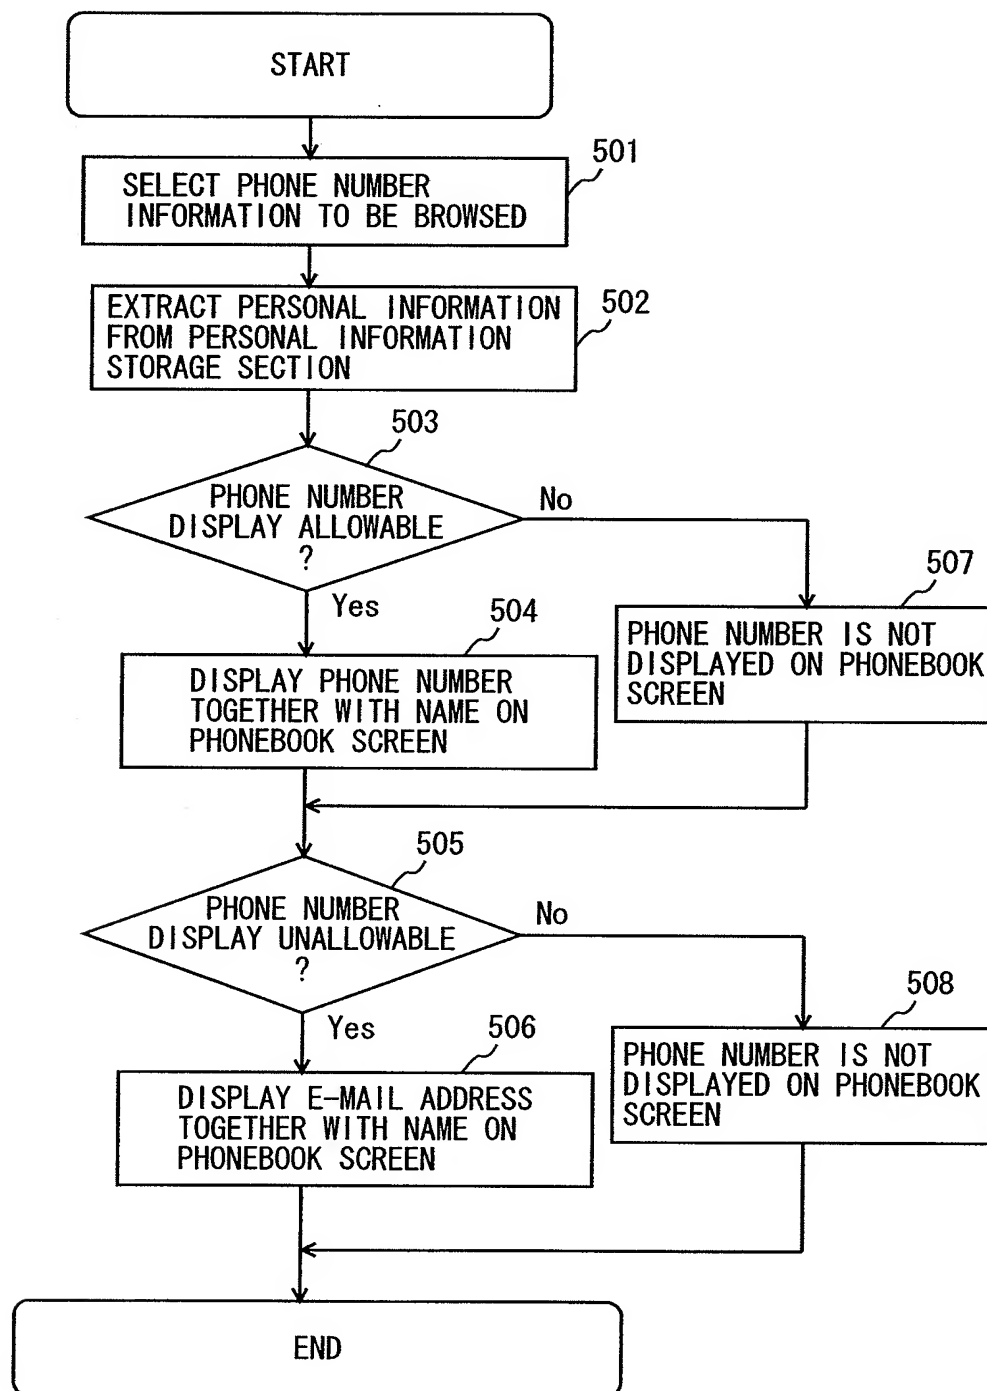 START
501
SELECT PHONE NUMBER
INFORMATION TO BE BROWSED
502
EXTRACT PERSONAL INFORMATION
FROM PERSONAL INFORMATION
STORAGE SECTION
503
PHONE NUMBER
DISPLAY ALLOWABLE
?
No
Yes
507
PHONE NUMBER IS NOT
DISPLAYED ON PHONEBOOK
SCREEN
504
DISPLAY PHONE NUMBER
TOGETHER WITH NAME ON
PHONEBOOK SCREEN
505
PHONE NUMBER
DISPLAY UNALLOWABLE
?
No
Yes
508
PHONE NUMBER IS NOT
DISPLAYED ON PHONEBOOK
SCREEN
506
DISPLAY E-MAIL ADDRESS
TOGETHER WITH NAME ON
PHONEBOOK SCREEN
END